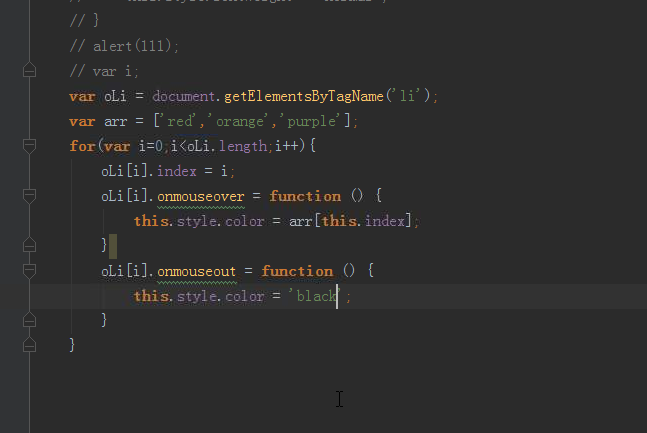 // }
// alert(111);
// var i;
var oLi = document.getElementsByTagName('li');
var arr = ['red','orange','purple'];
for(var i=0;i<oLi.length;i++){
oLi[i].index = i;
oLi[i].onmouseover = function () {
this.style.color = arr[this.index];
}
oLi[i].onmouseout = function () {
this.style.color = 'black';
}
}